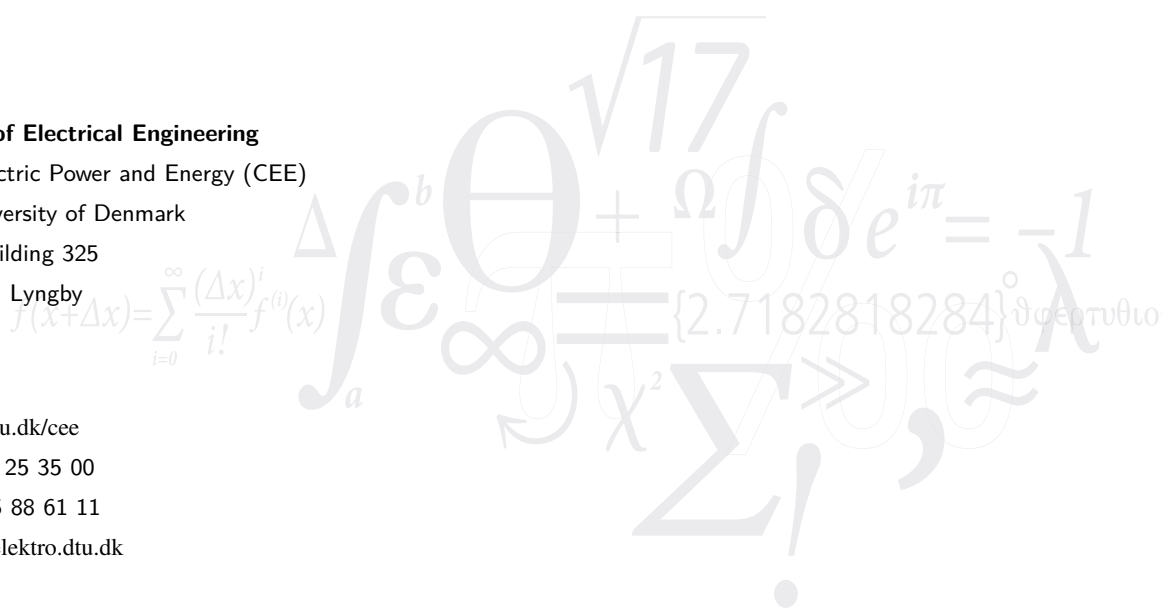 of Electrical Engineering
ctric Power and Energy (CEE)
versity of Denmark
ilding 325
Lyngby
u.dk/cee
25 35 00
88 61 11
lektro.dtu.dk
√17
Δ ∫ₐᵇ ε Θ + Ω ∫ δ e^{iπ} = −1
f(x+Δx)=∑_{i=0}^{∞} (Δx)^i/i! f^{(i)}(x)
∞ = {2.7182818284}° λ θφερτυθιο
χ² Σ ≫ ≈ ,
!